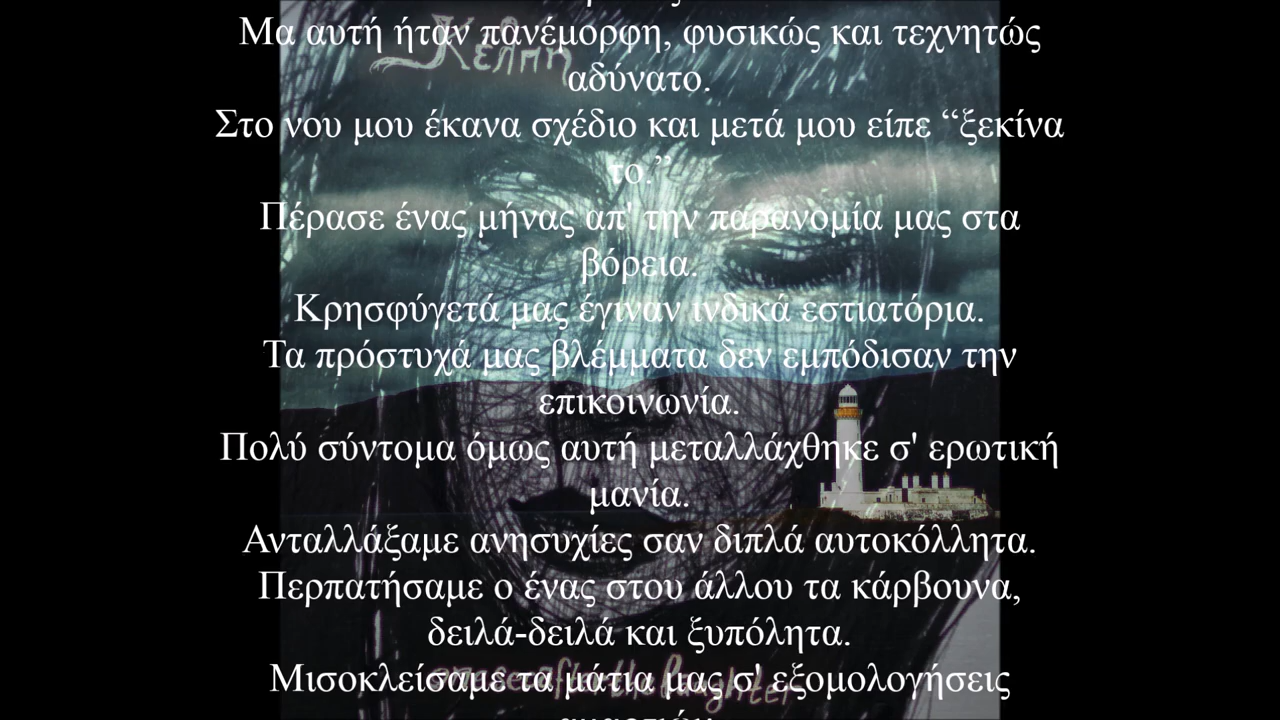 Μα αυτή ήταν πανέμορφη, φυσικώς και τεχνητώς
Κέλπη
αδύνατο.
Στο νου μου έκανα σχέδιο και μετά μου είπε “ξεκίνα
το.”
Πέρασε ένας μήνας απ' την παρανομία μας στα
βόρεια.
Κρησφύγετά μας έγιναν ινδικά εστιατόρια.
Τα πρόστυχά μας βλέμματα δεν εμπόδισαν την
επικοινωνία.
Πολύ σύντομα όμως αυτή μεταλλάχθηκε σ' ερωτική
μανία.
Ανταλλάξαμε ανησυχίες σαν διπλά αυτοκόλλητα.
Περπατήσαμε ο ένας στου άλλου τα κάρβουνα,
δειλά-δειλά και ξυπόλητα.
Μισοκλείσαμε τα μάτια μας σ' εξομολογήσεις